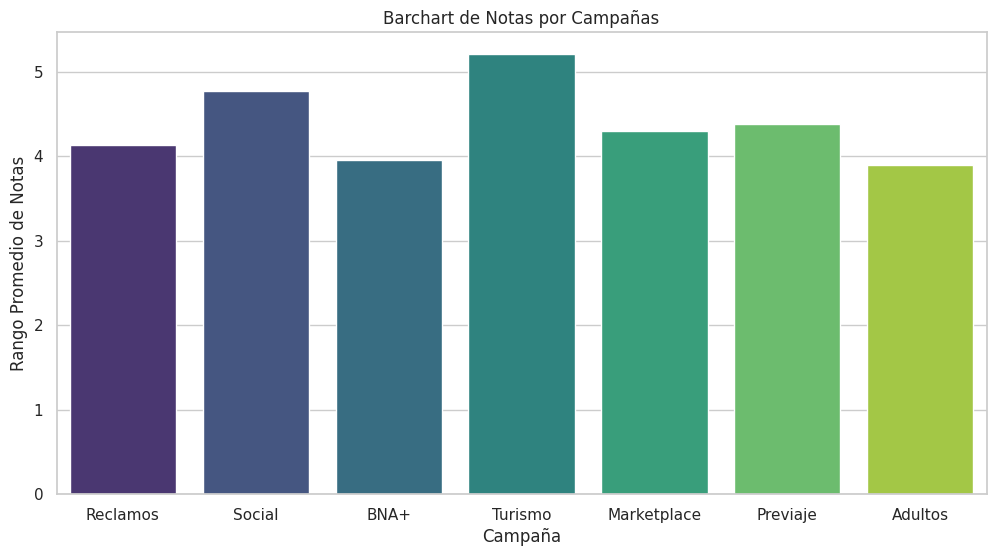 Barchart de Notas por Campañas
Rango Promedio de Notas
5
4
3
2
1
0
Reclamos Social BNA+ Turismo Marketplace Previaje Adultos
Campaña